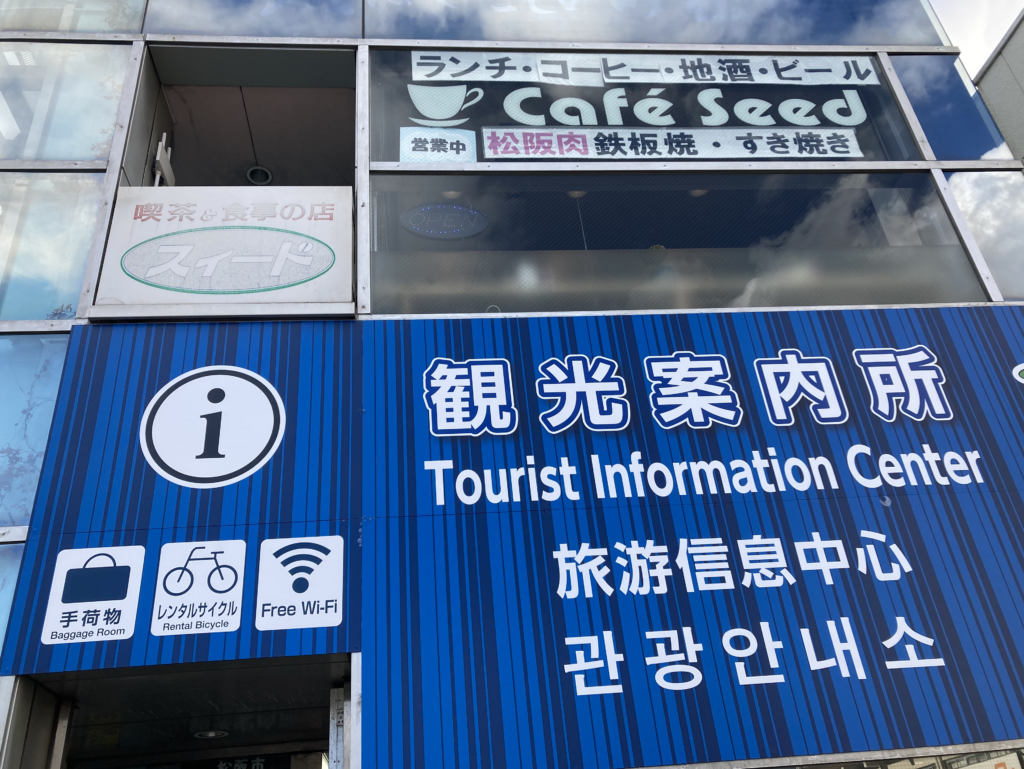 ランチ・コーヒー・地酒・ビール
Café Seed
営業中
松阪肉鉄板焼・すき焼き
OPEN
喫茶&食事の店
スィード
i
観光案内所
Tourist Information Center
旅游信息中心
관광안내소
手荷物
Baggage Room
レンタルサイクル
Rental Bicycle
Free Wi-Fi
松阪市